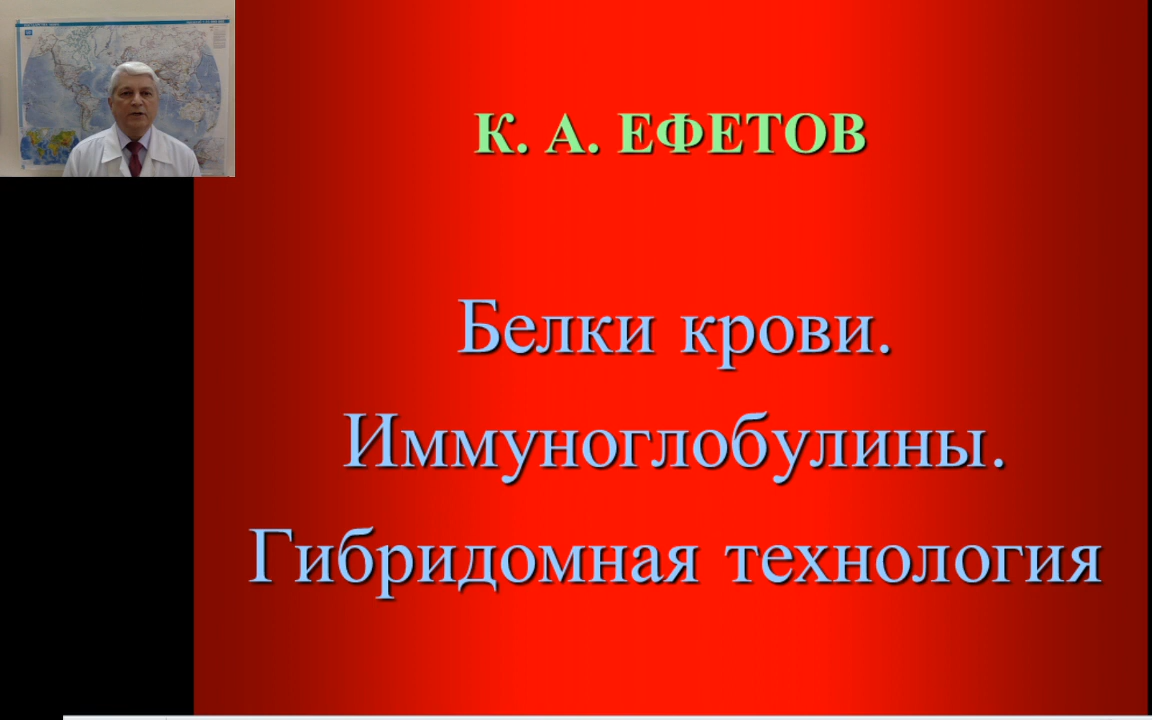 К. А. ЕФЕТОВ
Белки крови.
Иммуноглобулины.
Гибридомная технология